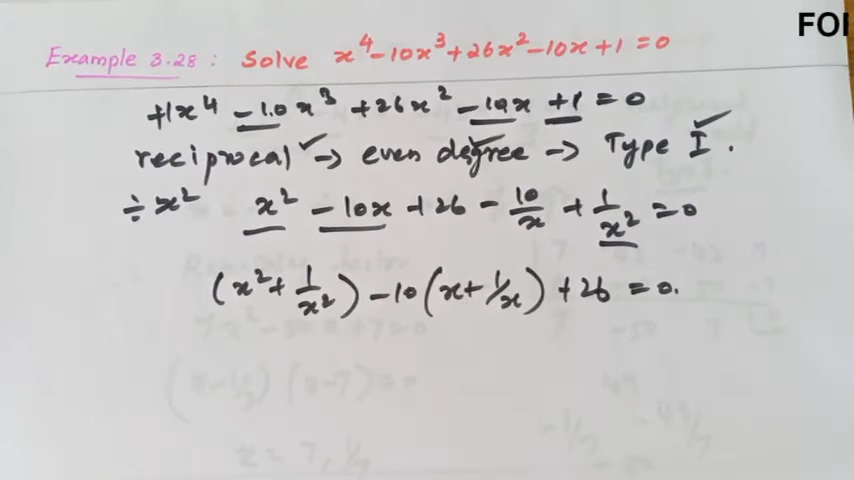 FOR
Example 3.28 : Solve x⁴-10x³+26x²-10x+1=0
+1x⁴ -10x³ +26x² -10x +1 = 0
reciprocal ✓ → even degree → Type I.
÷x² x² -10x +26 - 10/x + 1/x² = 0
(x²+ 1/x²) -10 (x+1/x) +26 = 0.